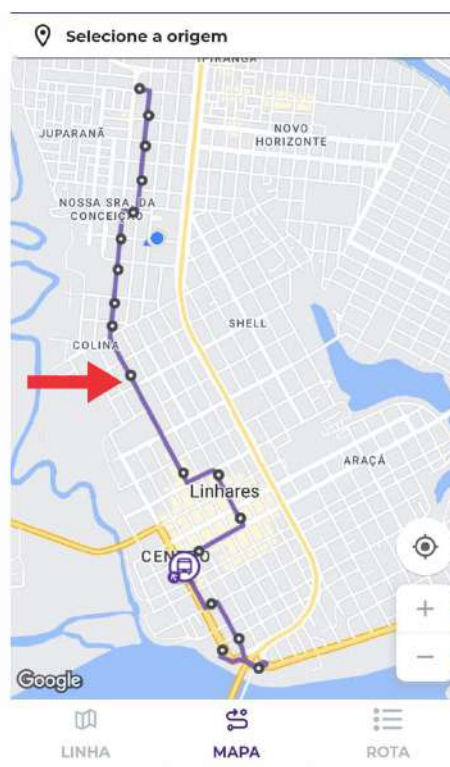 Selecione a origem
IPIRANGA
JUPARANÃ
NOVO
HORIZONTE
NOSSA SRA. DA
CONCEIÇÃO
SHELL
COLINA
ARAÇÁ
Linhares
CENTRO
Google
LINHA
MAPA
ROTA